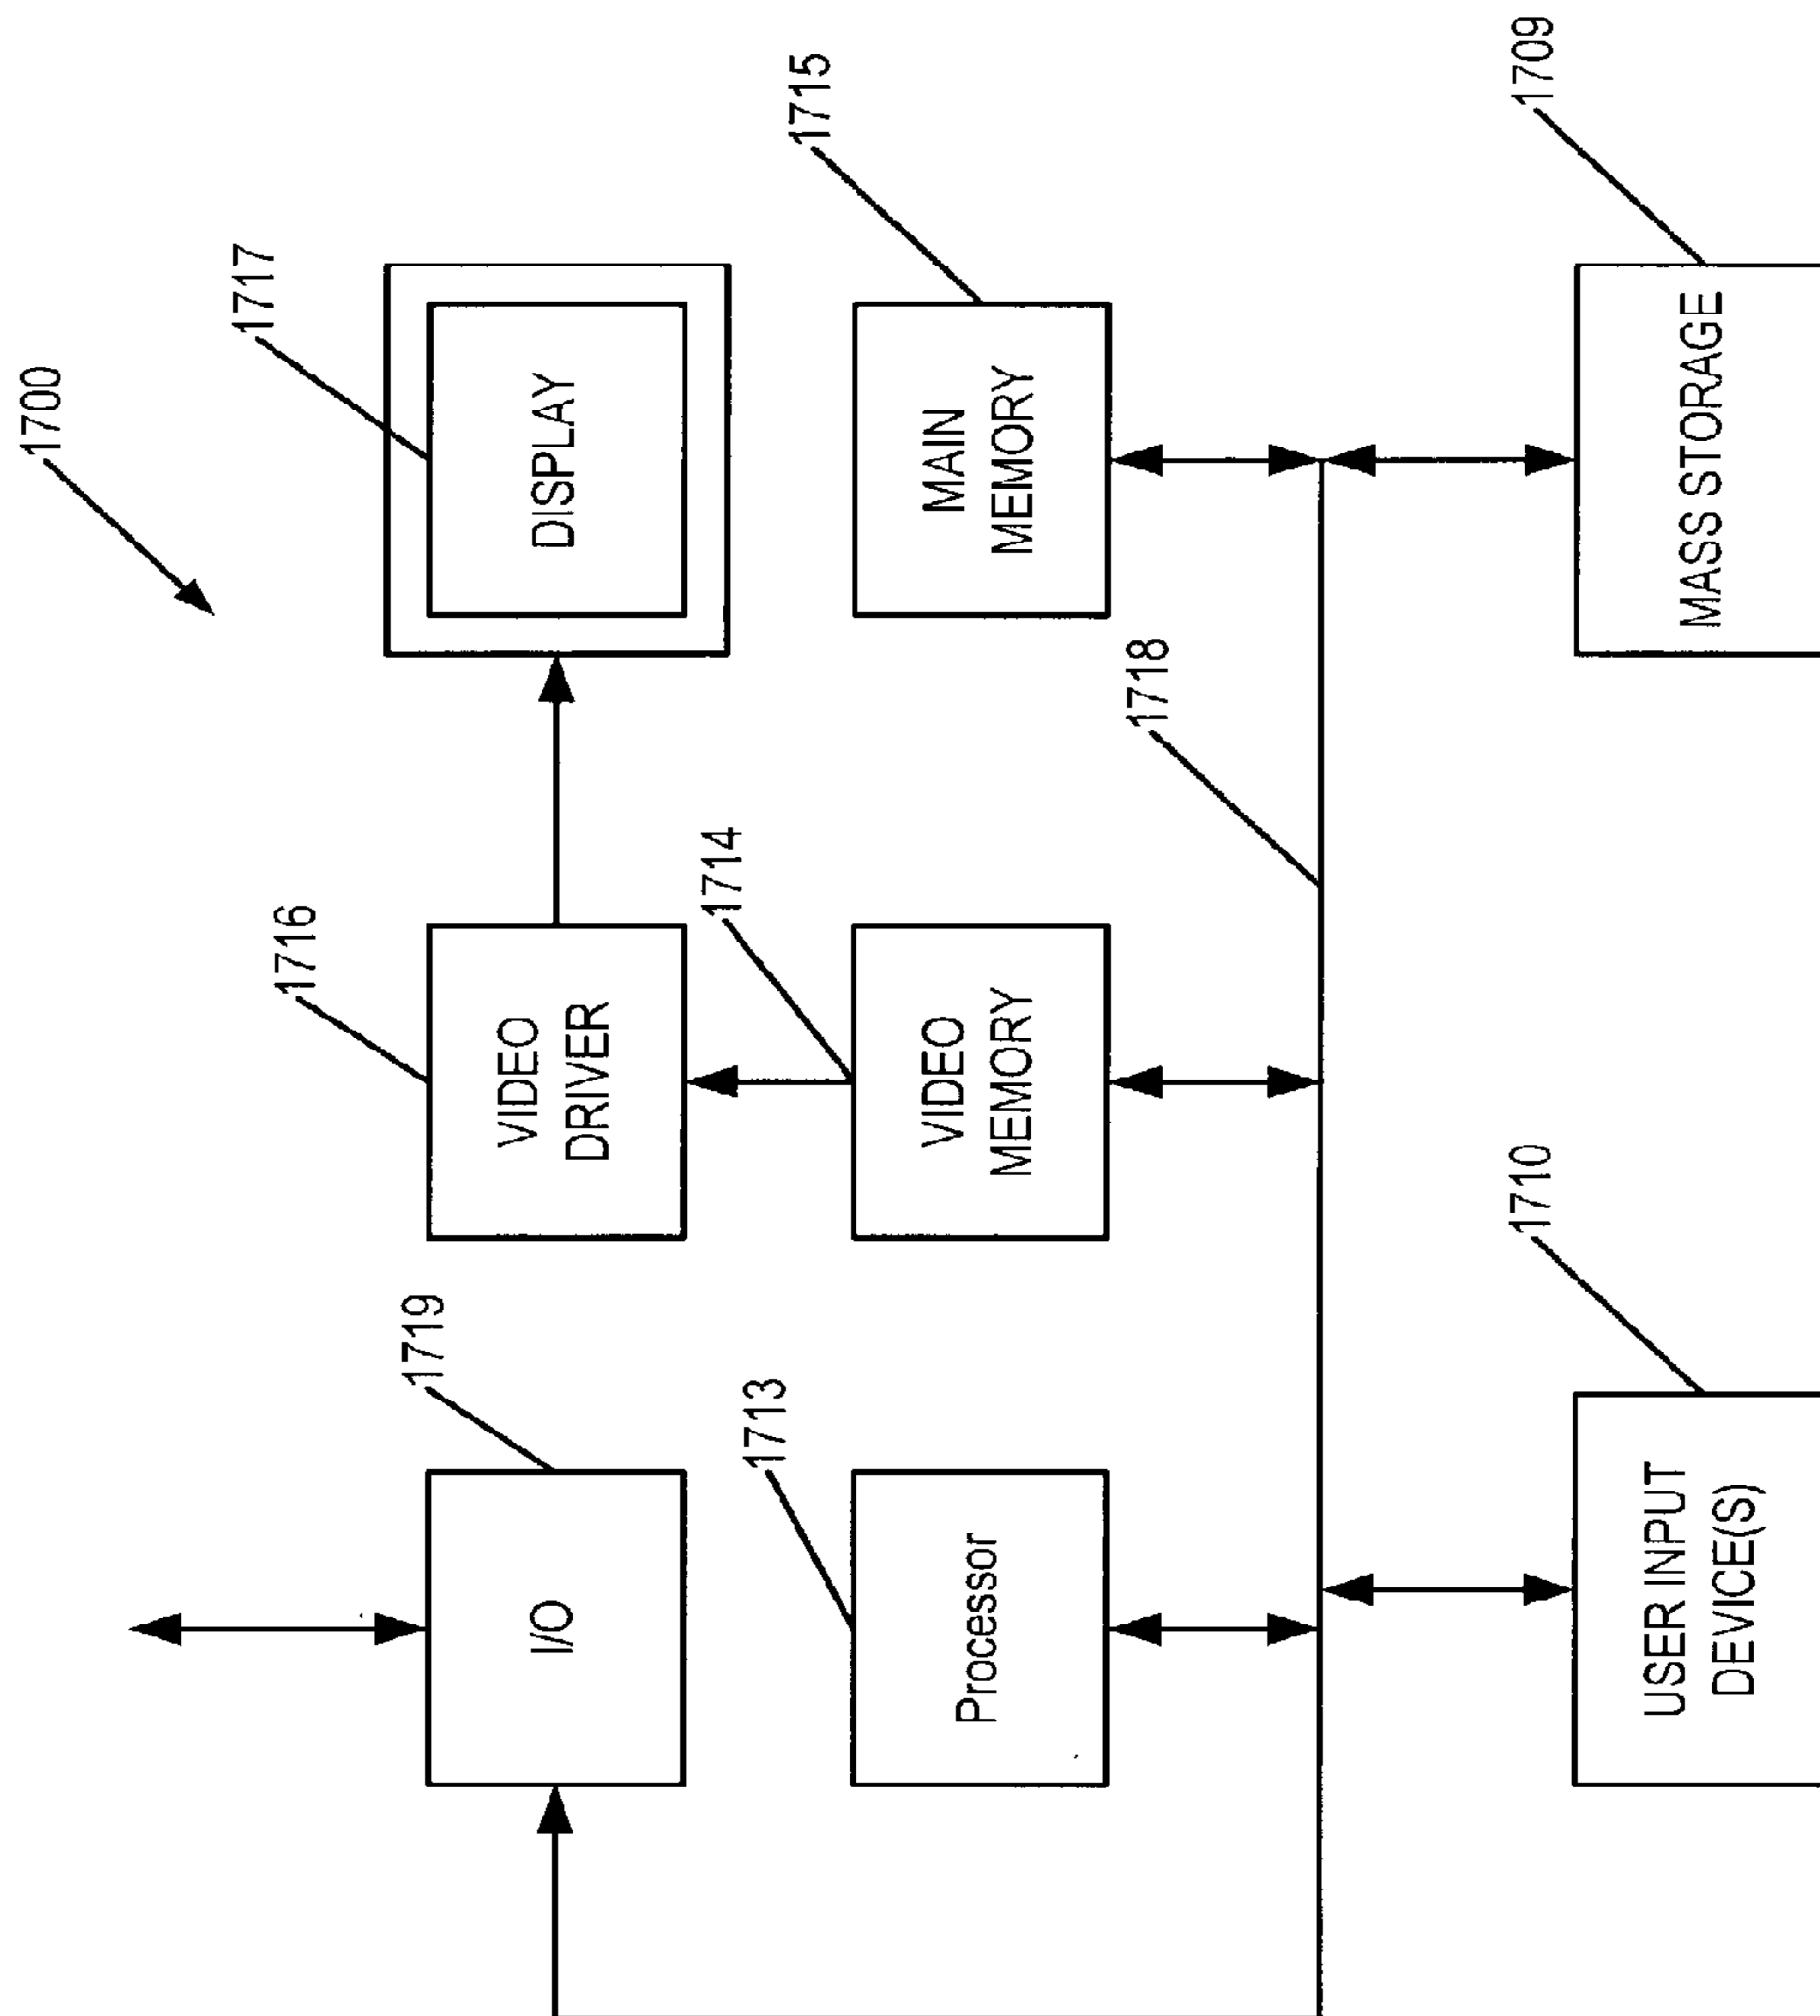 1700
1719
I/O
1716
VIDEO
DRIVER
1717
DISPLAY
1713
Processor
1714
VIDEO
MEMORY
1715
MAIN
MEMORY
1718
1710
USER INPUT
DEVICE(S)
1709
MASS STORAGE